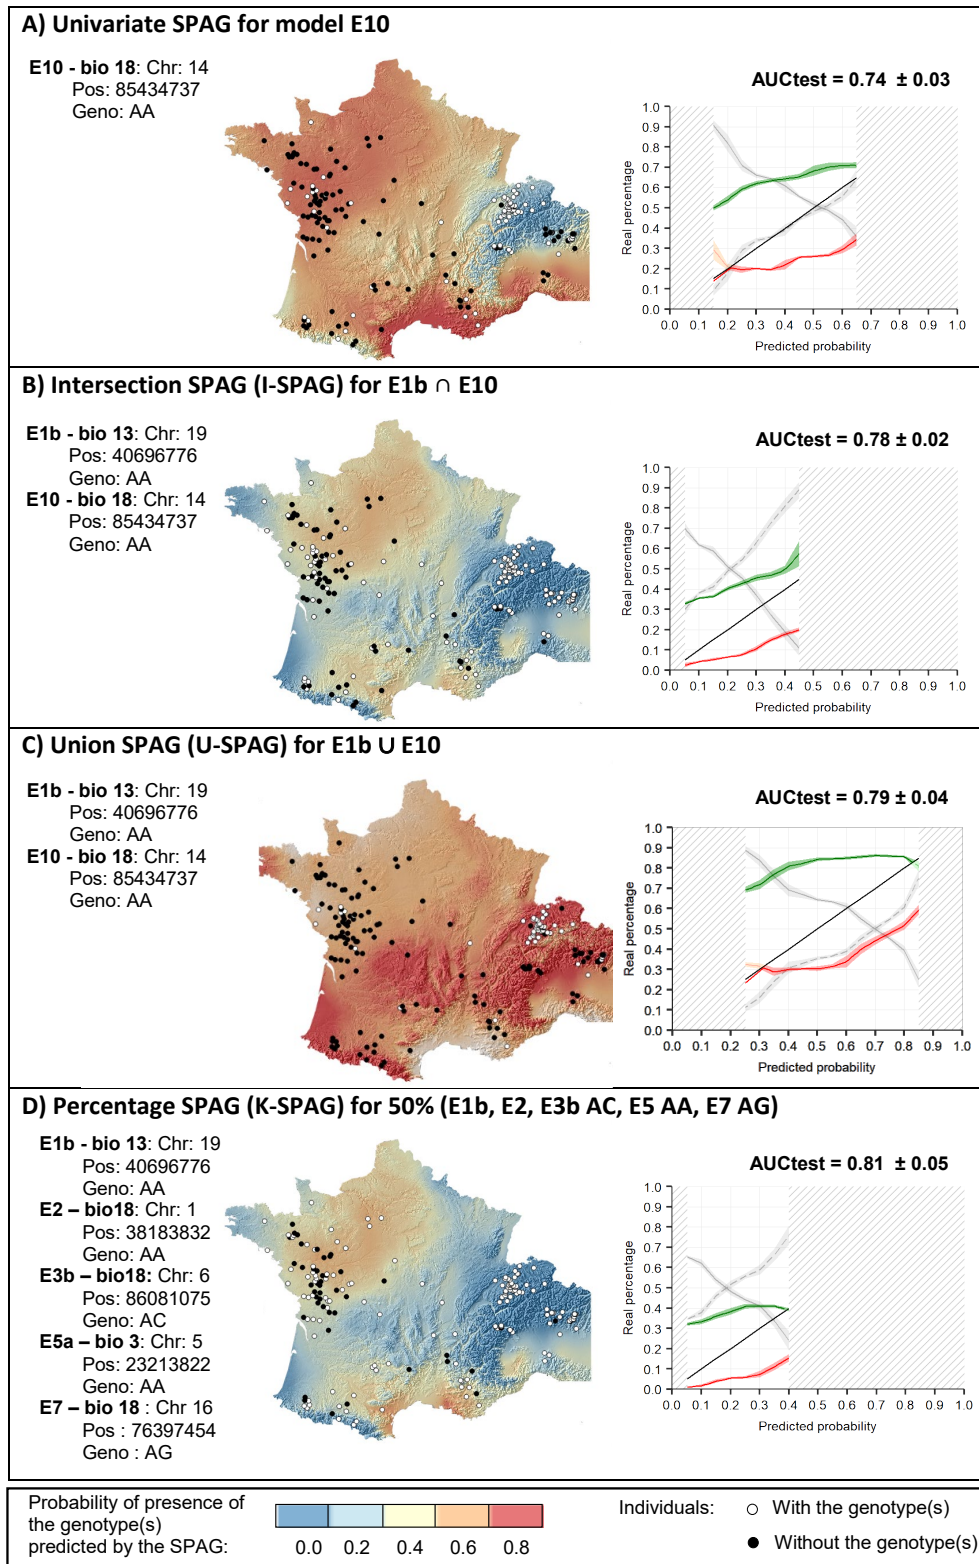 A) Univariate SPAG for model E10
E10 - bio 18: Chr: 14
Pos: 85434737
Geno: AA
AUCtest = 0.74 ± 0.03
1.0
0.9
0.8
0.7
0.6
0.5
0.4
0.3
0.2
0.1
0.0
Real percentage
0.0 0.1 0.2 0.3 0.4 0.5 0.6 0.7 0.8 0.9 1.0
Predicted probability
B) Intersection SPAG (I-SPAG) for E1b ∩ E10
E1b - bio 13: Chr: 19
Pos: 40696776
Geno: AA
E10 - bio 18: Chr: 14
Pos: 85434737
Geno: AA
AUCtest = 0.78 ± 0.02
1.0
0.9
0.8
0.7
0.6
0.5
0.4
0.3
0.2
0.1
0.0
Real percentage
0.0 0.1 0.2 0.3 0.4 0.5 0.6 0.7 0.8 0.9 1.0
Predicted probability
C) Union SPAG (U-SPAG) for E1b ∪ E10
E1b - bio 13: Chr: 19
Pos: 40696776
Geno: AA
E10 - bio 18: Chr: 14
Pos: 85434737
Geno: AA
AUCtest = 0.79 ± 0.04
1.0
0.9
0.8
0.7
0.6
0.5
0.4
0.3
0.2
0.1
0.0
Real percentage
0.0 0.1 0.2 0.3 0.4 0.5 0.6 0.7 0.8 0.9 1.0
Predicted probability
D) Percentage SPAG (K-SPAG) for 50% (E1b, E2, E3b AC, E5 AA, E7 AG)
E1b - bio 13: Chr: 19
Pos: 40696776
Geno: AA
E2 – bio18: Chr: 1
Pos: 38183832
Geno: AA
E3b – bio18: Chr: 6
Pos: 86081075
Geno: AC
E5a – bio 3: Chr: 5
Pos: 23213822
Geno: AA
E7 – bio 18 : Chr 16
Pos : 76397454
Geno : AG
AUCtest = 0.81 ± 0.05
1.0
0.9
0.8
0.7
0.6
0.5
0.4
0.3
0.2
0.1
0.0
Real percentage
0.0 0.1 0.2 0.3 0.4 0.5 0.6 0.7 0.8 0.9 1.0
Predicted probability
Probability of presence of
the genotype(s)
predicted by the SPAG:
0.0 0.2 0.4 0.6 0.8
Individuals:
With the genotype(s)
Without the genotype(s)